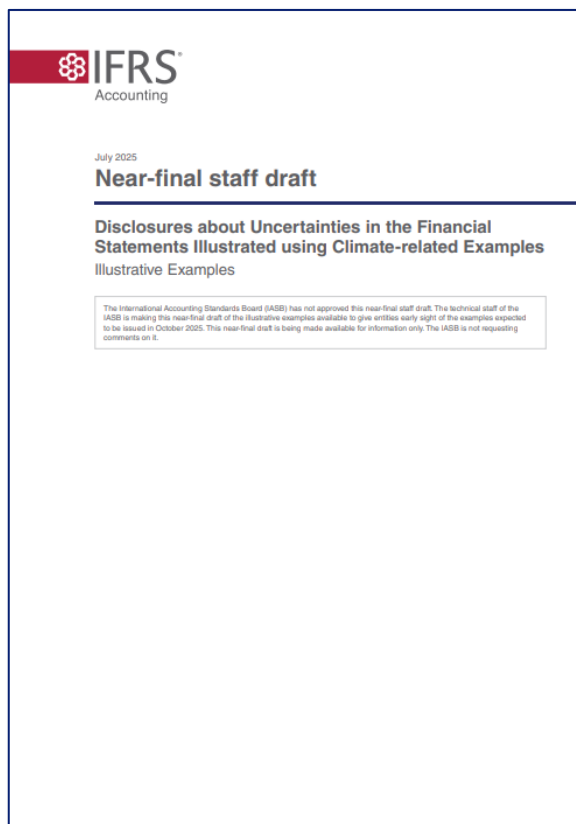 IFRS®
Accounting
July 2025
Near-final staff draft
Disclosures about Uncertainties in the Financial
Statements Illustrated using Climate-related Examples
Illustrative Examples
The International Accounting Standards Board (IASB) has not approved this near-final staff draft. The technical staff of the
IASB is making this near-final draft of the illustrative examples available to give entities early sight of the examples expected
to be issued in October 2025. This near-final draft is being made available for information only. The IASB is not requesting
comments on it.